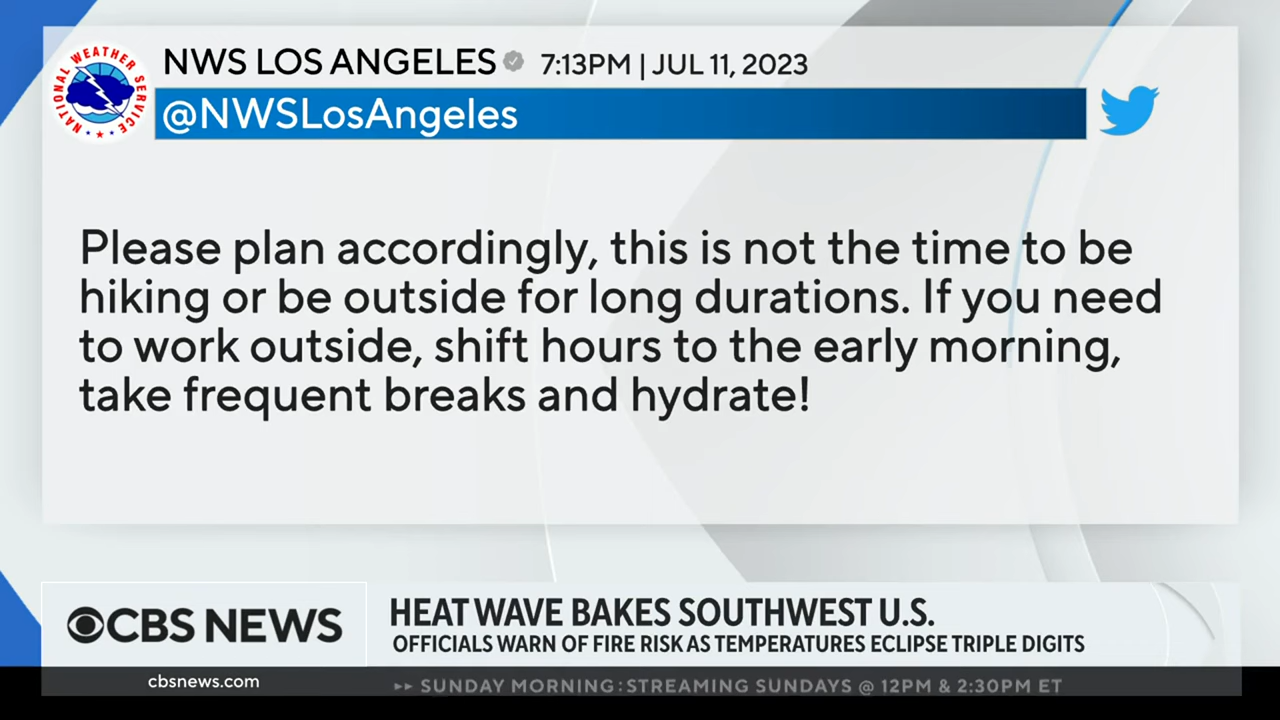 NATIONAL WEATHER SERVICE
NWS LOS ANGELES 7:13PM | JUL 11, 2023
@NWSLosAngeles
Please plan accordingly, this is not the time to be
hiking or be outside for long durations. If you need
to work outside, shift hours to the early morning,
take frequent breaks and hydrate!
CBS NEWS
HEAT WAVE BAKES SOUTHWEST U.S.
OFFICIALS WARN OF FIRE RISK AS TEMPERATURES ECLIPSE TRIPLE DIGITS
cbsnews.com
SUNDAY MORNING: STREAMING SUNDAYS @ 12PM & 2:30PM ET